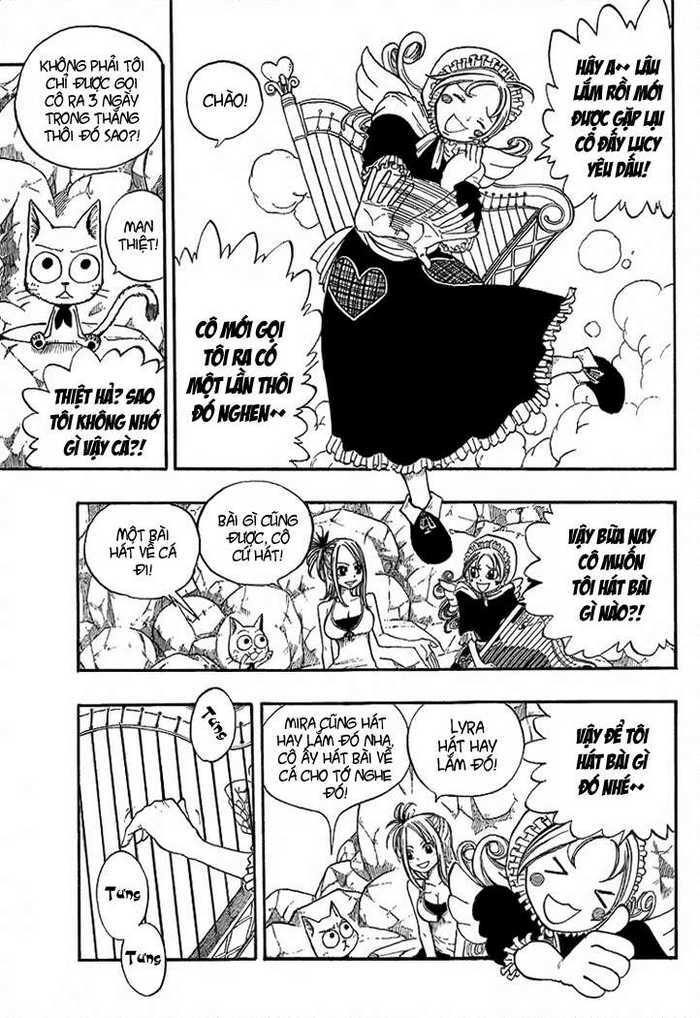 HÂY A~~ LÂU
LẮM RỒI MỚI
ĐƯỢC GẶP LẠI
CÔ ĐẤY LUCY
YÊU DẤU!
CHÀO!
CÔ MỚI GỌI
TÔI RA CÓ
MỘT LẦN THÔI
ĐÓ NGHEN~~
KHÔNG PHẢI TÔI
CHỈ ĐƯỢC GỌI
CÔ RA 3 NGÀY
TRONG THÁNG
THÔI ĐÓ SAO?!
MAN
THIỆT!
THIỆT HẢ? SAO
TÔI KHÔNG NHỚ
GÌ VẬY CÀ?!
VẬY BỮA NAY
CÔ MUỐN
TÔI HÁT BÀI
GÌ NÀO?!
BÀI GÌ CŨNG
ĐƯỢC, CÔ
CỨ HÁT!
MỘT BÀI
HÁT VỀ CÁ
ĐI!
VẬY ĐỂ TÔI
HÁT BÀI GÌ
ĐÓ NHÉ~~
LYRA
HÁT HAY
LẮM ĐÓ!
MIRA CŨNG HÁT
HAY LẮM ĐÓ NHA,
CÔ ẤY HÁT BÀI VỀ
CÁ CHO TỚ NGHE
ĐÓ!
Tưng
Tưng
Tưng